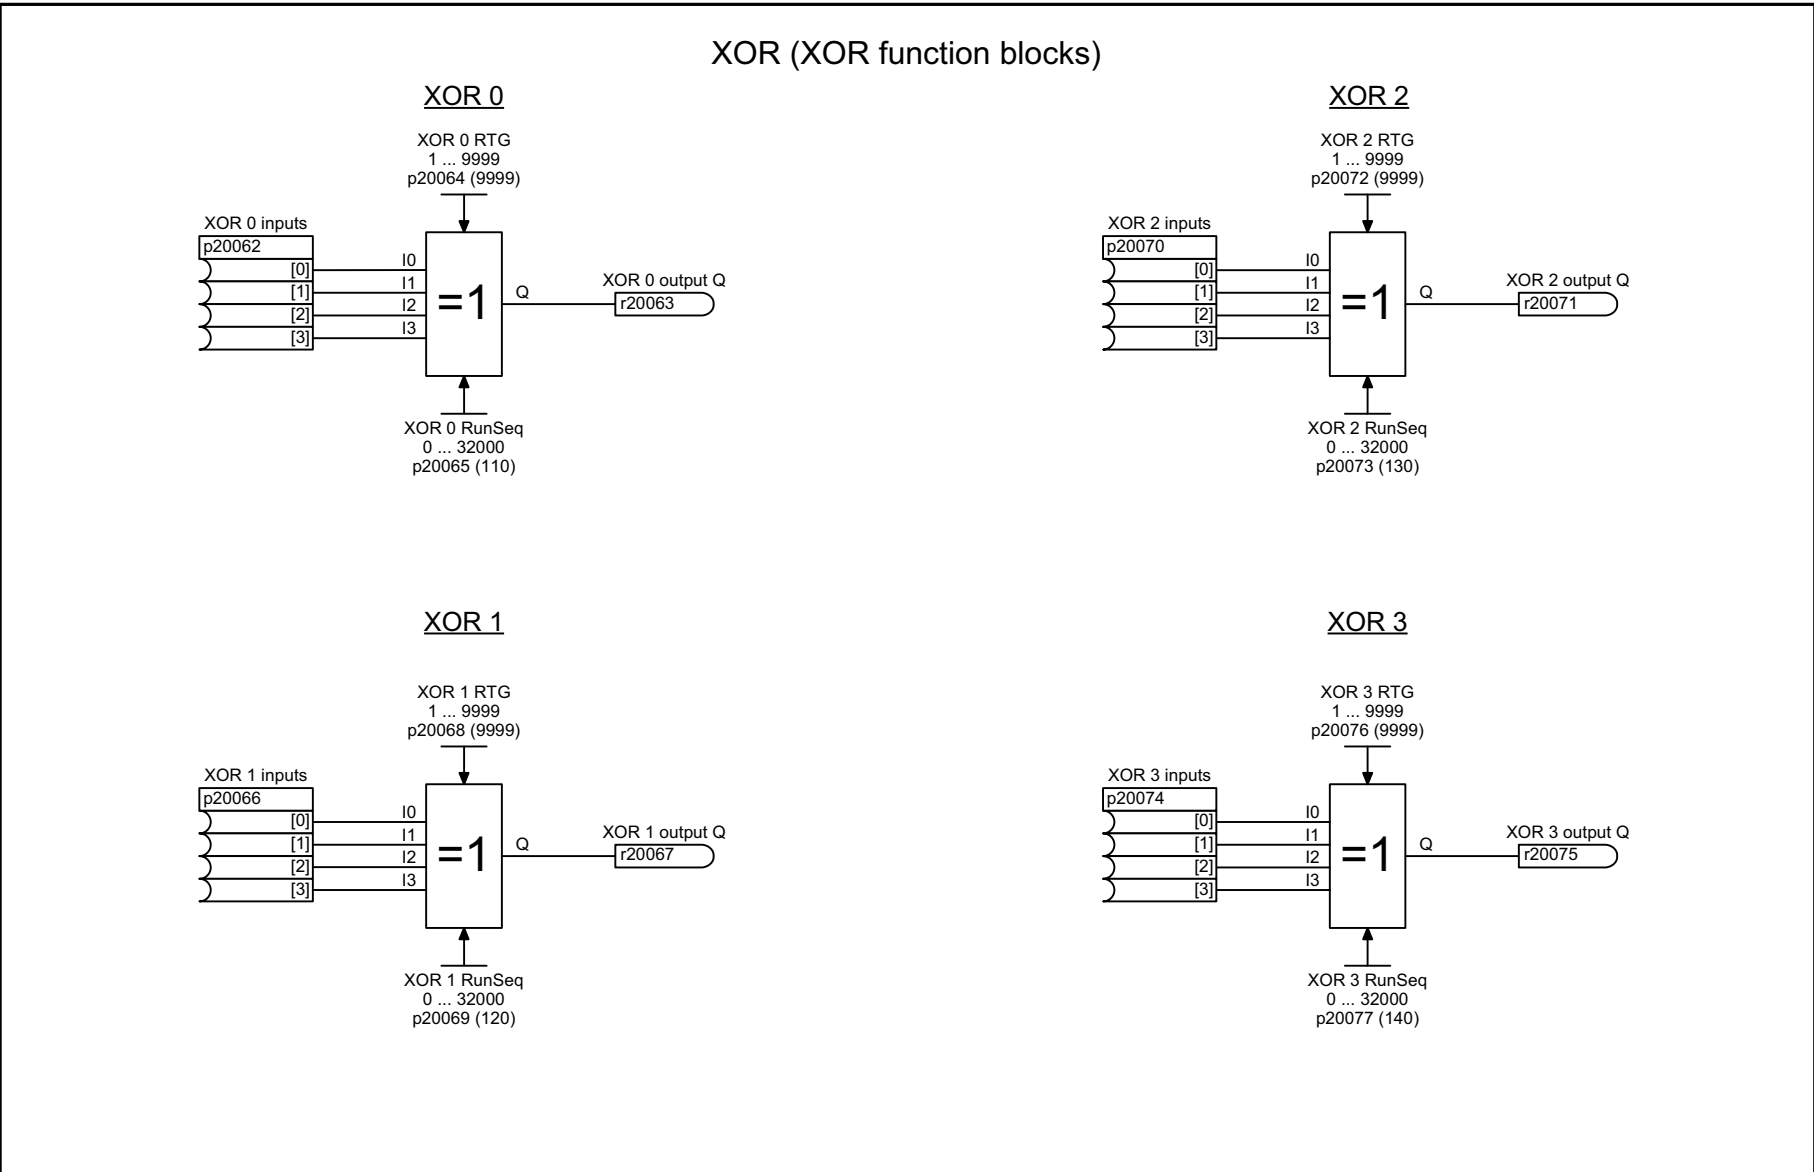 XOR (XOR function blocks)
XOR 0
XOR 0 RTG
1 ... 9999
p20064 (9999)
XOR 0 inputs
p20062
[0]
[1]
[2]
[3]
I0
I1
I2
I3
=1
Q
XOR 0 output Q
r20063
XOR 0 RunSeq
0 ... 32000
p20065 (110)
XOR 2
XOR 2 RTG
1 ... 9999
p20072 (9999)
XOR 2 inputs
p20070
[0]
[1]
[2]
[3]
I0
I1
I2
I3
=1
Q
XOR 2 output Q
r20071
XOR 2 RunSeq
0 ... 32000
p20073 (130)
XOR 1
XOR 1 RTG
1 ... 9999
p20068 (9999)
XOR 1 inputs
p20066
[0]
[1]
[2]
[3]
I0
I1
I2
I3
=1
Q
XOR 1 output Q
r20067
XOR 1 RunSeq
0 ... 32000
p20069 (120)
XOR 3
XOR 3 RTG
1 ... 9999
p20076 (9999)
XOR 3 inputs
p20074
[0]
[1]
[2]
[3]
I0
I1
I2
I3
=1
Q
XOR 3 output Q
r20075
XOR 3 RunSeq
0 ... 32000
p20077 (140)